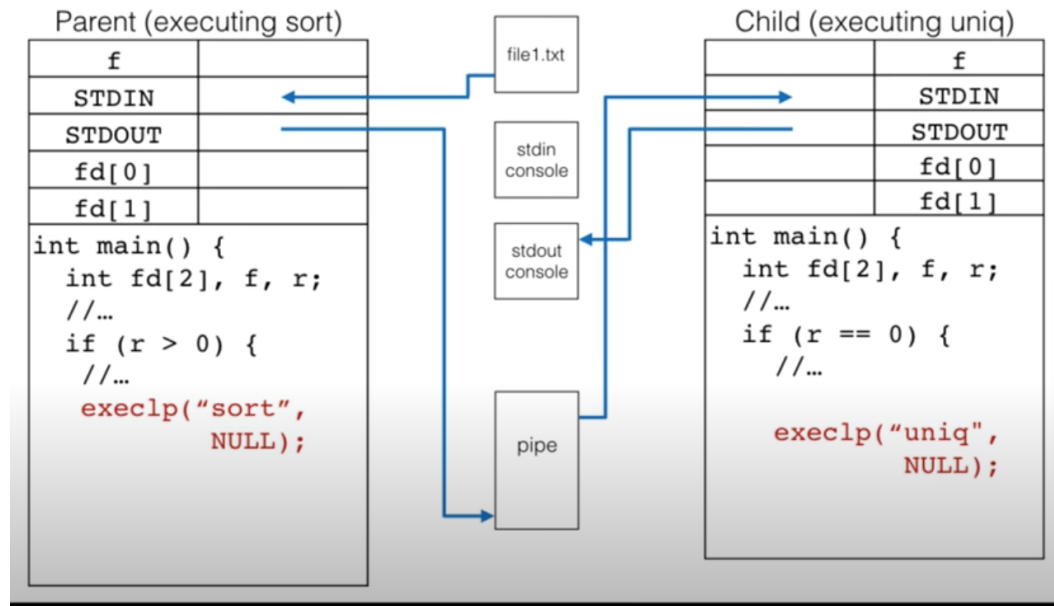 Parent (executing sort)
f
STDIN
STDOUT
fd[0]
fd[1]
int main() {
int fd[2], f, r;
//…
if (r > 0) {
//…
execlp(“sort”,
NULL);
file1.txt
stdin
console
stdout
console
pipe
Child (executing uniq)
f
STDIN
STDOUT
fd[0]
fd[1]
int main() {
int fd[2], f, r;
//…
if (r == 0) {
//…
execlp(“uniq",
NULL);